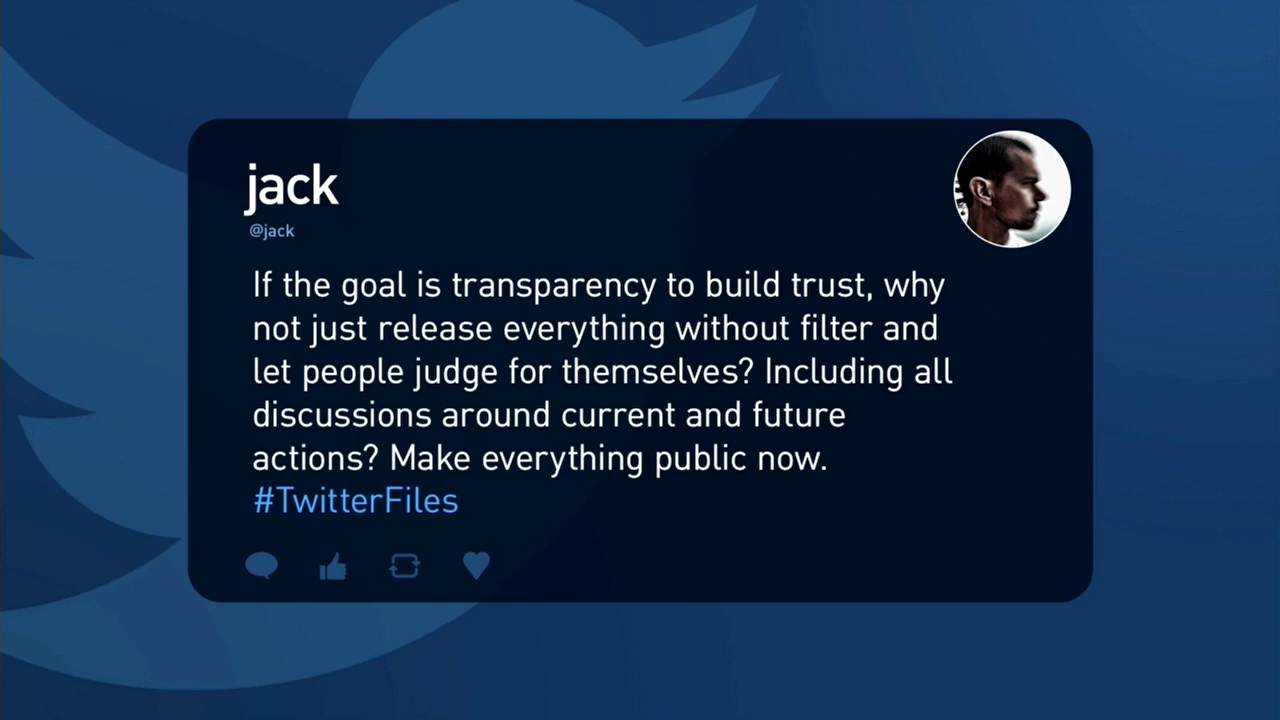 jack
@jack
If the goal is transparency to build trust, why
not just release everything without filter and
let people judge for themselves? Including all
discussions around current and future
actions? Make everything public now.
#TwitterFiles